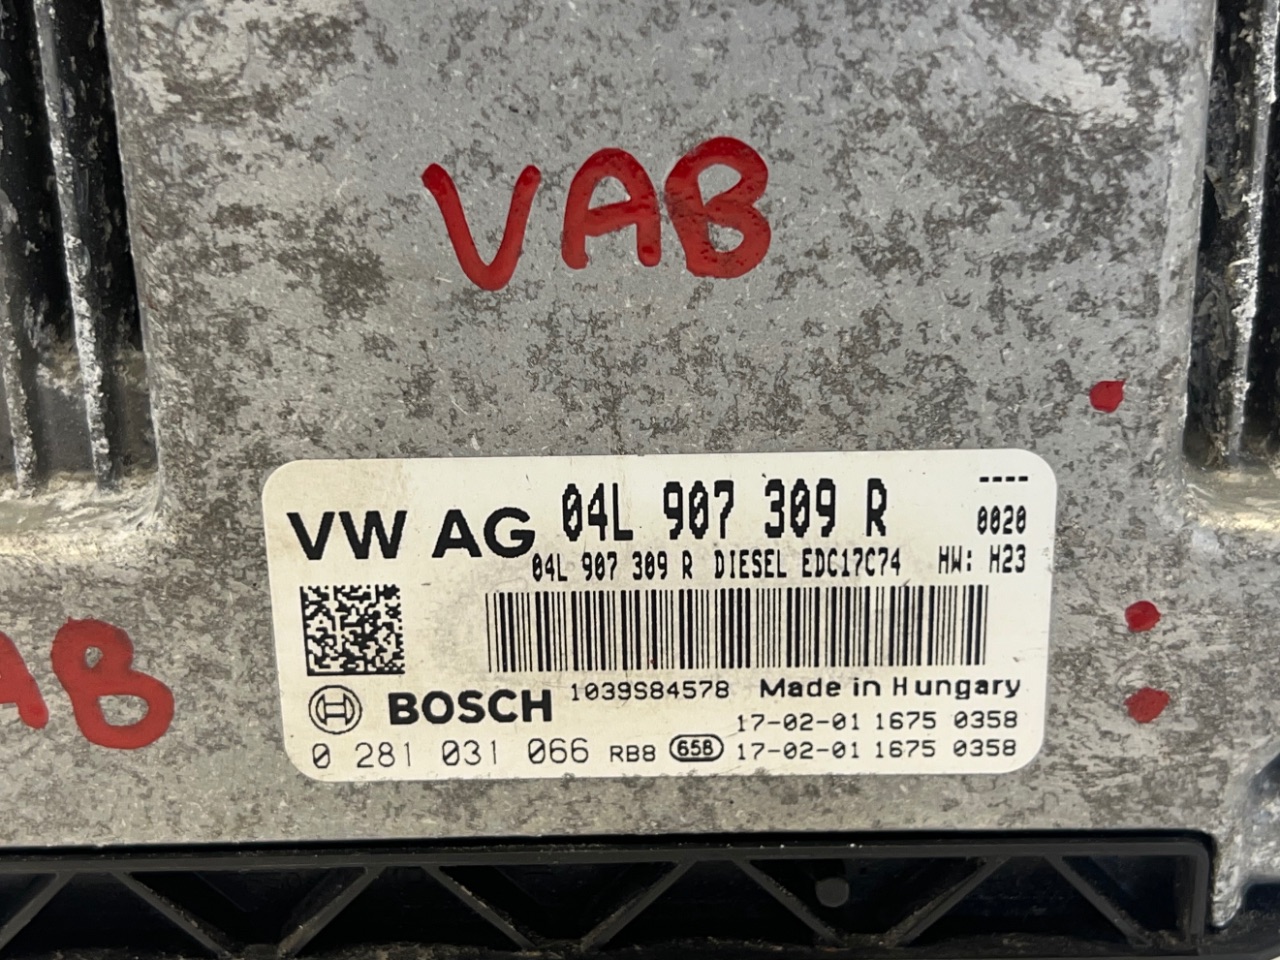 VAB
VW AG 04L 907 309 R ----
0020
04L 907 309 R DIESEL EDC17C74 HW: H23
AB
BOSCH 1039S84578 Made in Hungary
17-02-01 1675 0358
0 281 031 066 RB8 658 17-02-01 1675 0358